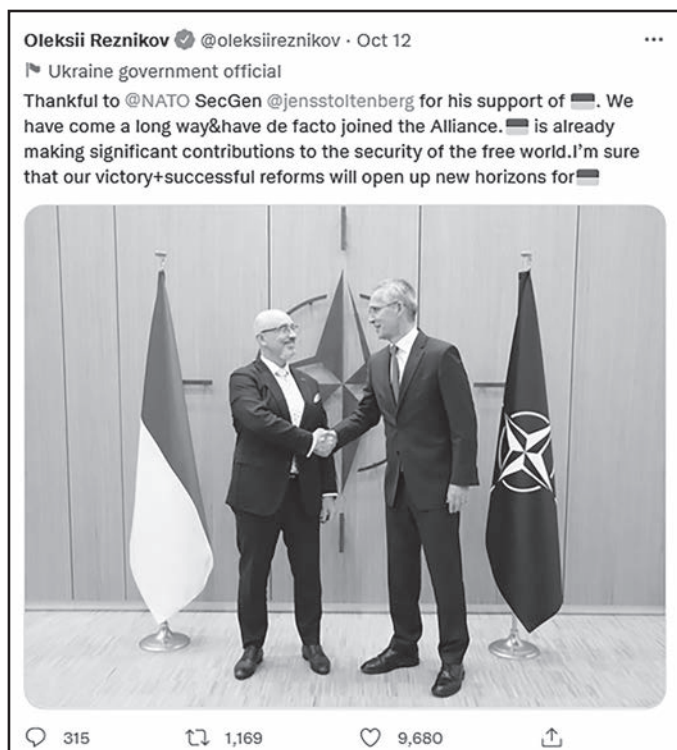 Oleksii Reznikov @oleksiireznikov · Oct 12 ...
Ukraine government official
Thankful to @NATO SecGen @jensstoltenberg for his support of 🇺🇦. We
have come a long way&have de facto joined the Alliance.🇺🇦 is already
making significant contributions to the security of the free world.I'm sure
that our victory+successful reforms will open up new horizons for🇺🇦
315 1,169 9,680